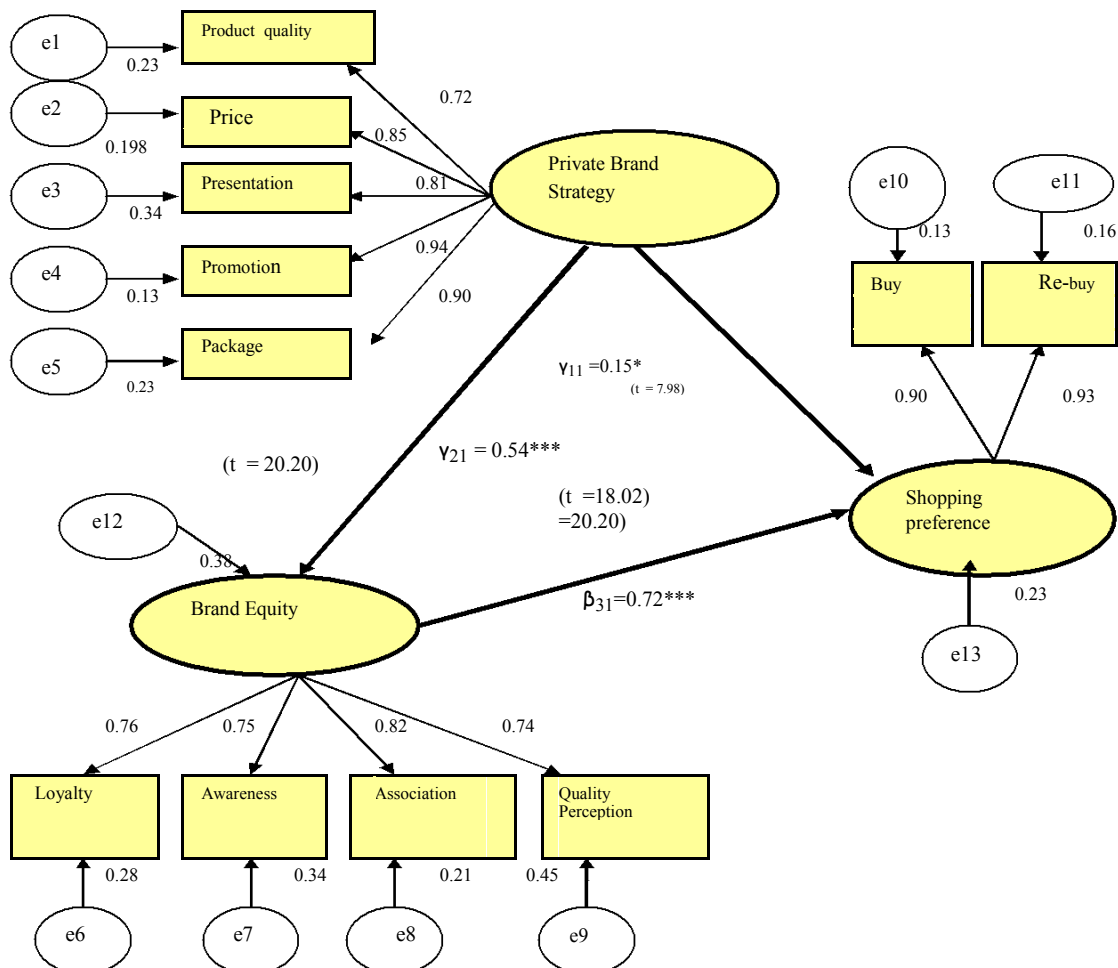 e1
Product quality
0.23
0.72
e2
Price
0.85
0.198
e3
Presentation
0.81
0.34
Private Brand
Strategy
e4
Promotion
0.94
0.13
0.90
e5
Package
0.23
e10
e11
0.13
0.16
Buy
Re-buy
0.90
0.93
γ11 =0.15*
(t = 7.98)
(t = 20.20)
γ21 = 0.54***
(t =18.02)
=20.20)
Shopping
preference
e12
0.38
Brand Equity
β31=0.72***
0.23
e13
0.76
0.75
0.82
0.74
Loyalty
Awareness
Association
Quality
Perception
0.28
0.34
0.21
0.45
e6
e7
e8
e9